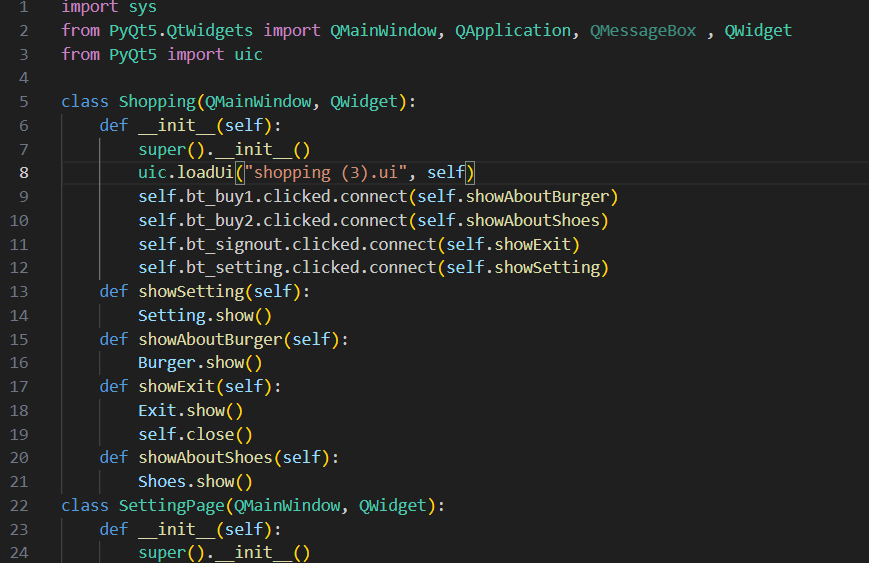 1 import sys
2 from PyQt5.QtWidgets import QMainWindow, QApplication, QMessageBox , QWidget
3 from PyQt5 import uic
4
5 class Shopping(QMainWindow, QWidget):
6     def __init__(self):
7         super().__init__()
8         uic.loadUi("shopping (3).ui", self)
9         self.bt_buy1.clicked.connect(self.showAboutBurger)
10         self.bt_buy2.clicked.connect(self.showAboutShoes)
11         self.bt_signout.clicked.connect(self.showExit)
12         self.bt_setting.clicked.connect(self.showSetting)
13     def showSetting(self):
14         Setting.show()
15     def showAboutBurger(self):
16         Burger.show()
17     def showExit(self):
18         Exit.show()
19         self.close()
20     def showAboutShoes(self):
21         Shoes.show()
22 class SettingPage(QMainWindow, QWidget):
23     def __init__(self):
24         super().__init__()